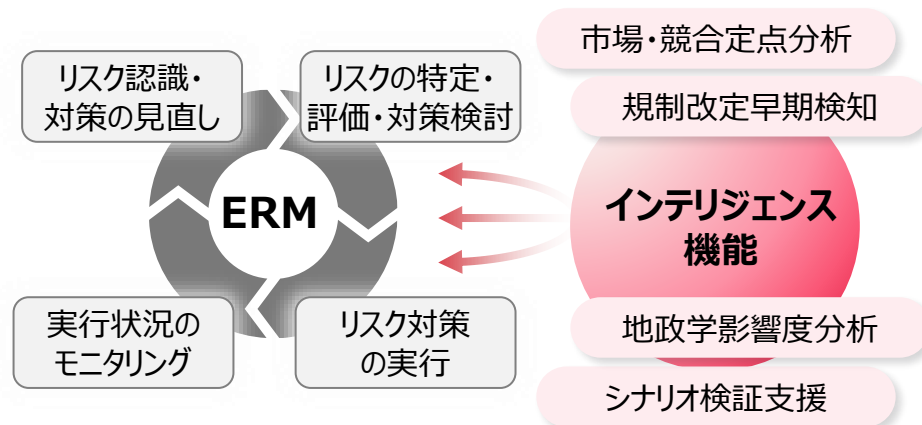 リスク認識・
対策の見直し
リスクの特定・
評価・対策検討
ERM
実行状況の
モニタリング
リスク対策
の実行
市場・競合定点分析
規制改定早期検知
インテリジェンス
機能
地政学影響度分析
シナリオ検証支援